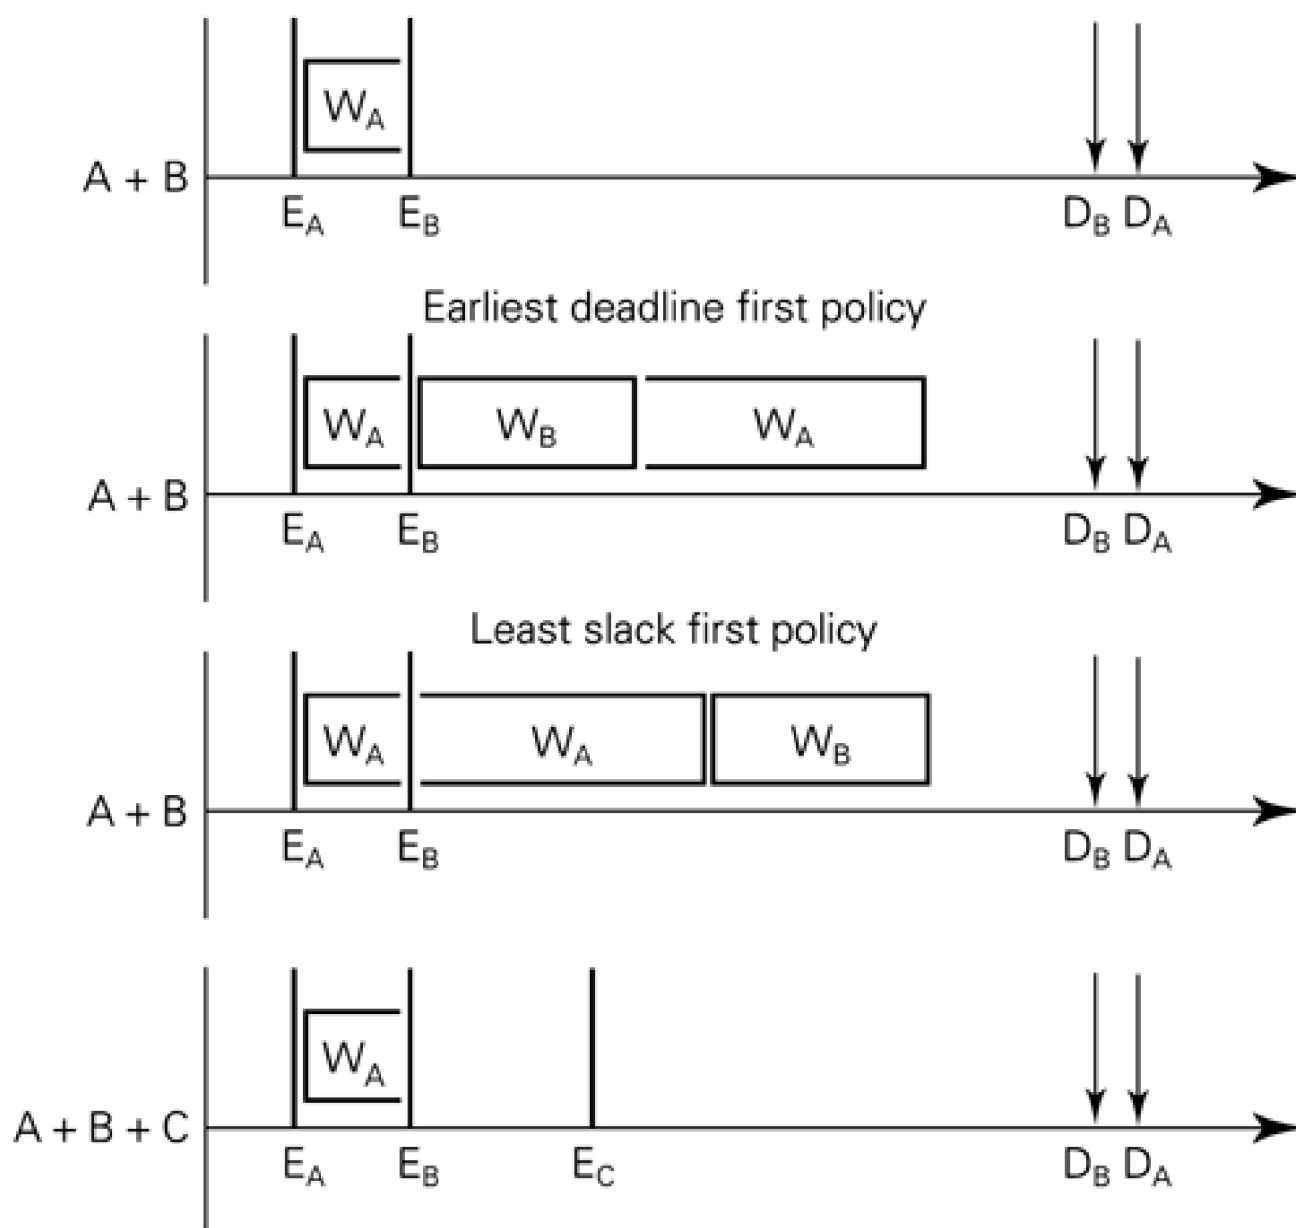 W_A
A + B
E_A E_B D_B D_A
Earliest deadline first policy
W_A W_B W_A
A + B
E_A E_B D_B D_A
Least slack first policy
W_A W_A W_B
A + B
E_A E_B D_B D_A
W_A
A + B + C
E_A E_B E_C D_B D_A